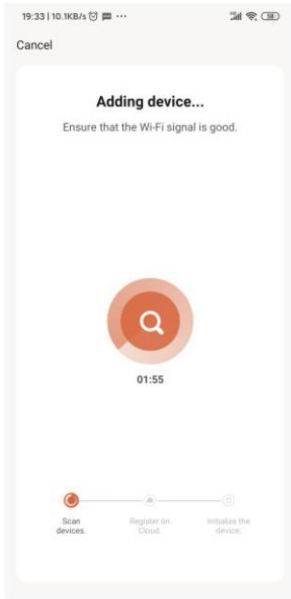 19:33 | 10.1KB/s ···
58
Cancel
Adding device...
Ensure that the Wi-Fi signal is good.
01:55
Scan
devices.
Register on
Cloud.
Initialize the
device.